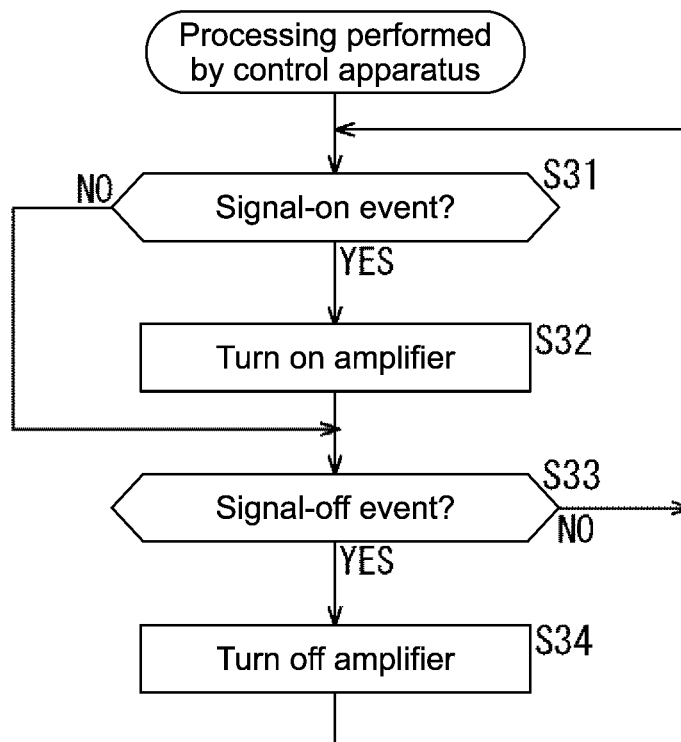 Processing performed
by control apparatus
NO
S31
Signal-on event?
YES
S32
Turn on amplifier
S33
Signal-off event?
NO
YES
S34
Turn off amplifier